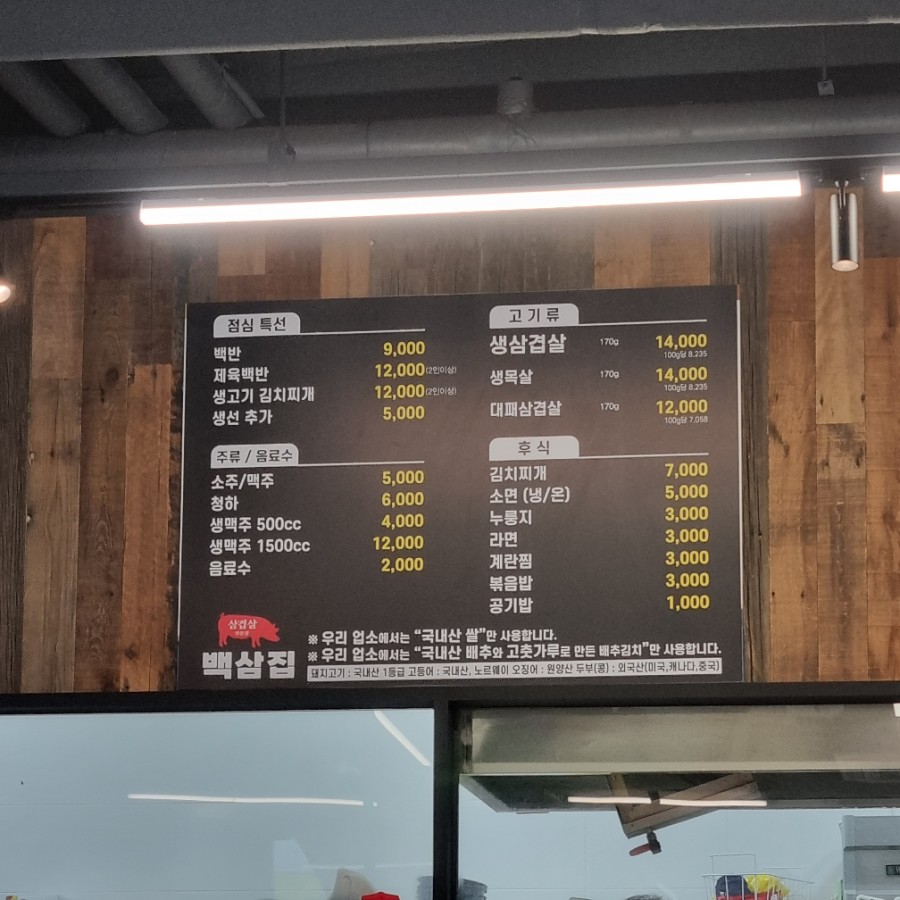 점심 특선
백반 9,000
제육백반 12,000(2인이상)
생고기 김치찌개 12,000(2인이상)
생선 추가 5,000
주류 / 음료수
소주/맥주 5,000
청하 6,000
생맥주 500cc 4,000
생맥주 1500cc 12,000
음료수 2,000
고 기 류
생삼겹살 170g 14,000
100g당 8.235
생목살 170g 14,000
100g당 8.235
대패삼겹살 170g 12,000
100g당 7.058
후 식
김치찌개 7,000
소면 (냉/온) 5,000
누룽지 3,000
라면 3,000
계란찜 3,000
볶음밥 3,000
공기밥 1,000
삼겹살
백삼집
※ 우리 업소에서는 “국내산 쌀”만 사용합니다.
※ 우리 업소에서는 “국내산 배추와 고춧가루로 만든 배추김치”만 사용합니다.
돼지고기 : 국내산 1등급 고등어 : 국내산, 노르웨이 오징어 : 원양산 두부(콩) : 외국산(미국,캐나다,중국)